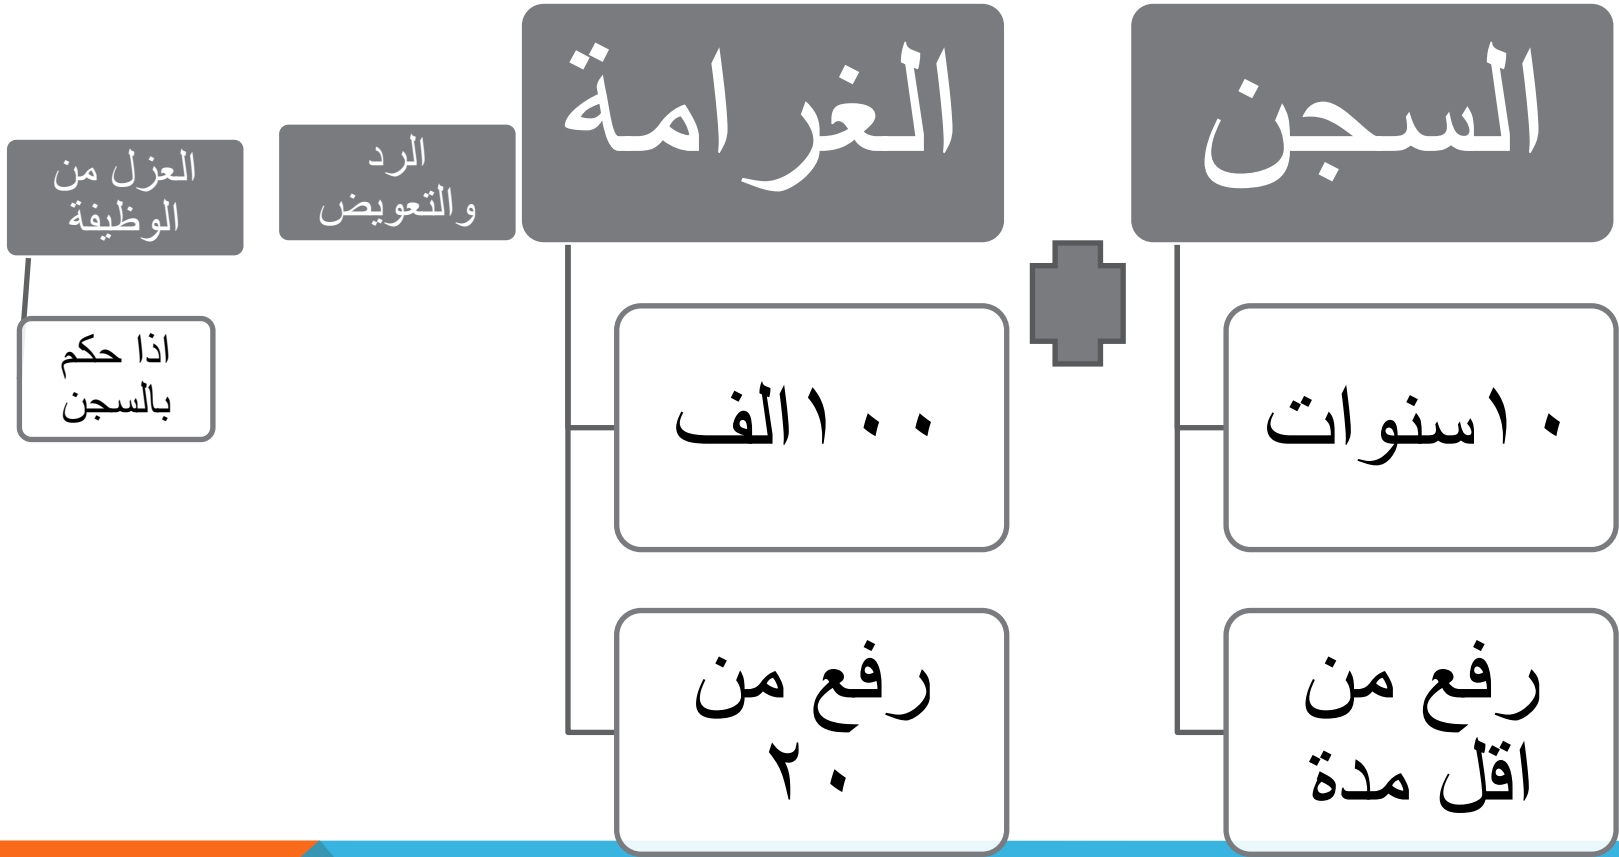 السجن
١٠سنوات
رفع من
اقل مدة
الغرامة
١٠٠الف
رفع من
٢٠
الرد
والتعويض
العزل من
الوظيفة
اذا حكم
بالسجن